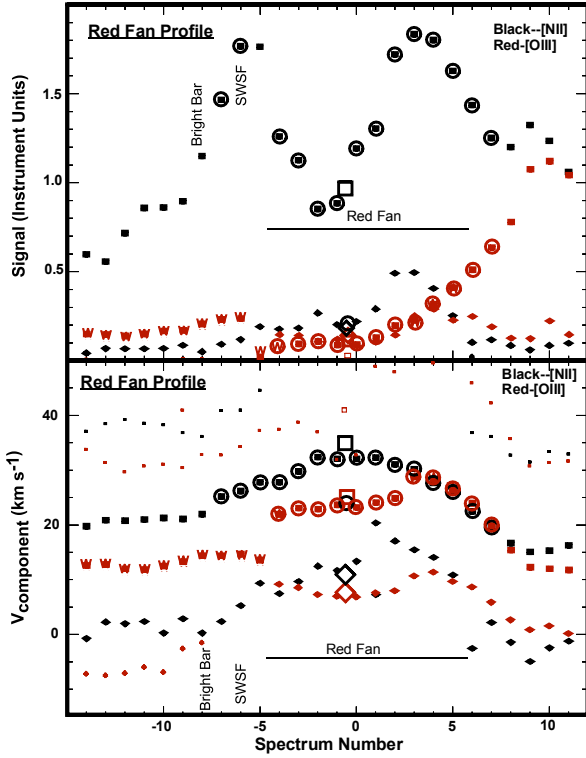 Red Fan Profile
Black--[NII]
Red-[OIII]
Signal (Instrument Units)
1.5
1.0
0.5
Bright Bar
SWSF
Red Fan
Red Fan Profile
Black--[NII]
Red-[OIII]
Vcomponent (km s-1)
40
20
0
Bright Bar
SWSF
Red Fan
-10 -5 0 5 10
Spectrum Number